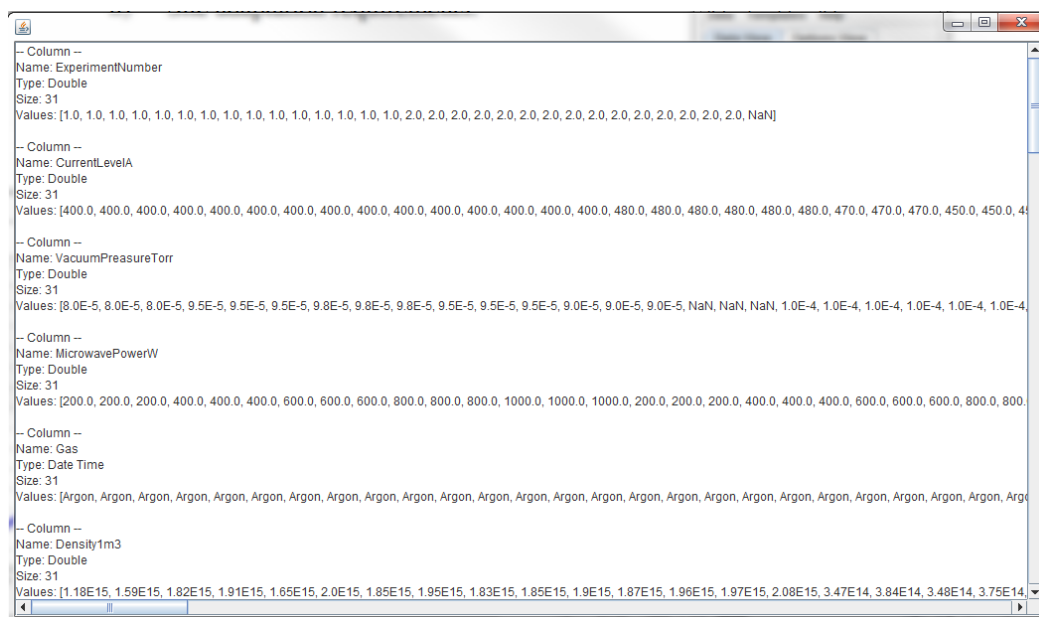 -- Column --
Name: ExperimentNumber
Type: Double
Size: 31
Values: [1.0, 1.0, 1.0, 1.0, 1.0, 1.0, 1.0, 1.0, 1.0, 1.0, 1.0, 1.0, 1.0, 1.0, 1.0, 2.0, 2.0, 2.0, 2.0, 2.0, 2.0, 2.0, 2.0, 2.0, 2.0, 2.0, 2.0, 2.0, 2.0, 2.0, NaN]
-- Column --
Name: CurrentLevelA
Type: Double
Size: 31
Values: [400.0, 400.0, 400.0, 400.0, 400.0, 400.0, 400.0, 400.0, 400.0, 400.0, 400.0, 400.0, 400.0, 400.0, 400.0, 480.0, 480.0, 480.0, 480.0, 480.0, 480.0, 470.0, 470.0, 470.0, 450.0, 450.0, 45
-- Column --
Name: VacuumPreasureTorr
Type: Double
Size: 31
Values: [8.0E-5, 8.0E-5, 8.0E-5, 9.5E-5, 9.5E-5, 9.5E-5, 9.8E-5, 9.8E-5, 9.8E-5, 9.5E-5, 9.5E-5, 9.5E-5, 9.0E-5, 9.0E-5, 9.0E-5, NaN, NaN, NaN, 1.0E-4, 1.0E-4, 1.0E-4, 1.0E-4, 1.0E-4, 1.0E-4,
-- Column --
Name: MicrowavePowerW
Type: Double
Size: 31
Values: [200.0, 200.0, 200.0, 400.0, 400.0, 400.0, 600.0, 600.0, 600.0, 800.0, 800.0, 800.0, 1000.0, 1000.0, 1000.0, 200.0, 200.0, 200.0, 400.0, 400.0, 400.0, 600.0, 600.0, 600.0, 800.0, 800.
-- Column --
Name: Gas
Type: Date Time
Size: 31
Values: [Argon, Argon, Argon, Argon, Argon, Argon, Argon, Argon, Argon, Argon, Argon, Argon, Argon, Argon, Argon, Argon, Argon, Argon, Argon, Argon, Argon, Argon, Argon, Argon, Argon, Argo
-- Column --
Name: Density1m3
Type: Double
Size: 31
Values: [1.18E15, 1.59E15, 1.82E15, 1.91E15, 1.65E15, 2.0E15, 1.85E15, 1.95E15, 1.83E15, 1.85E15, 1.9E15, 1.87E15, 1.96E15, 1.97E15, 2.08E15, 3.47E14, 3.84E14, 3.48E14, 3.75E14,